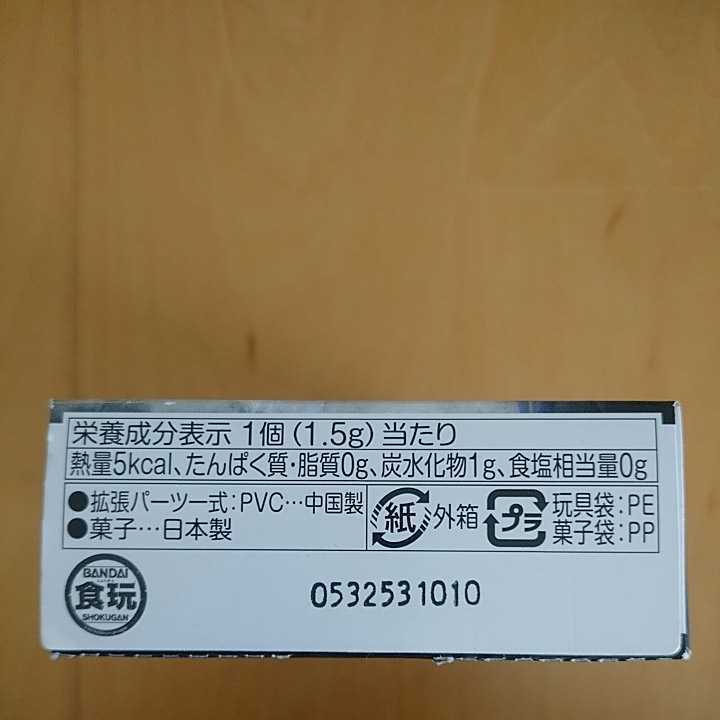 栄養成分表示 1個(1.5g)当たり
熱量5kcal、たんぱく質・脂質0g、炭水化物1g、食塩相当量0g
●拡張パーツ一式:PVC…中国製
●菓子…日本製
紙 外箱
プラ 玩具袋:PE
菓子袋:PP
BANDAI
食玩
SHOKUGAN
0532531010